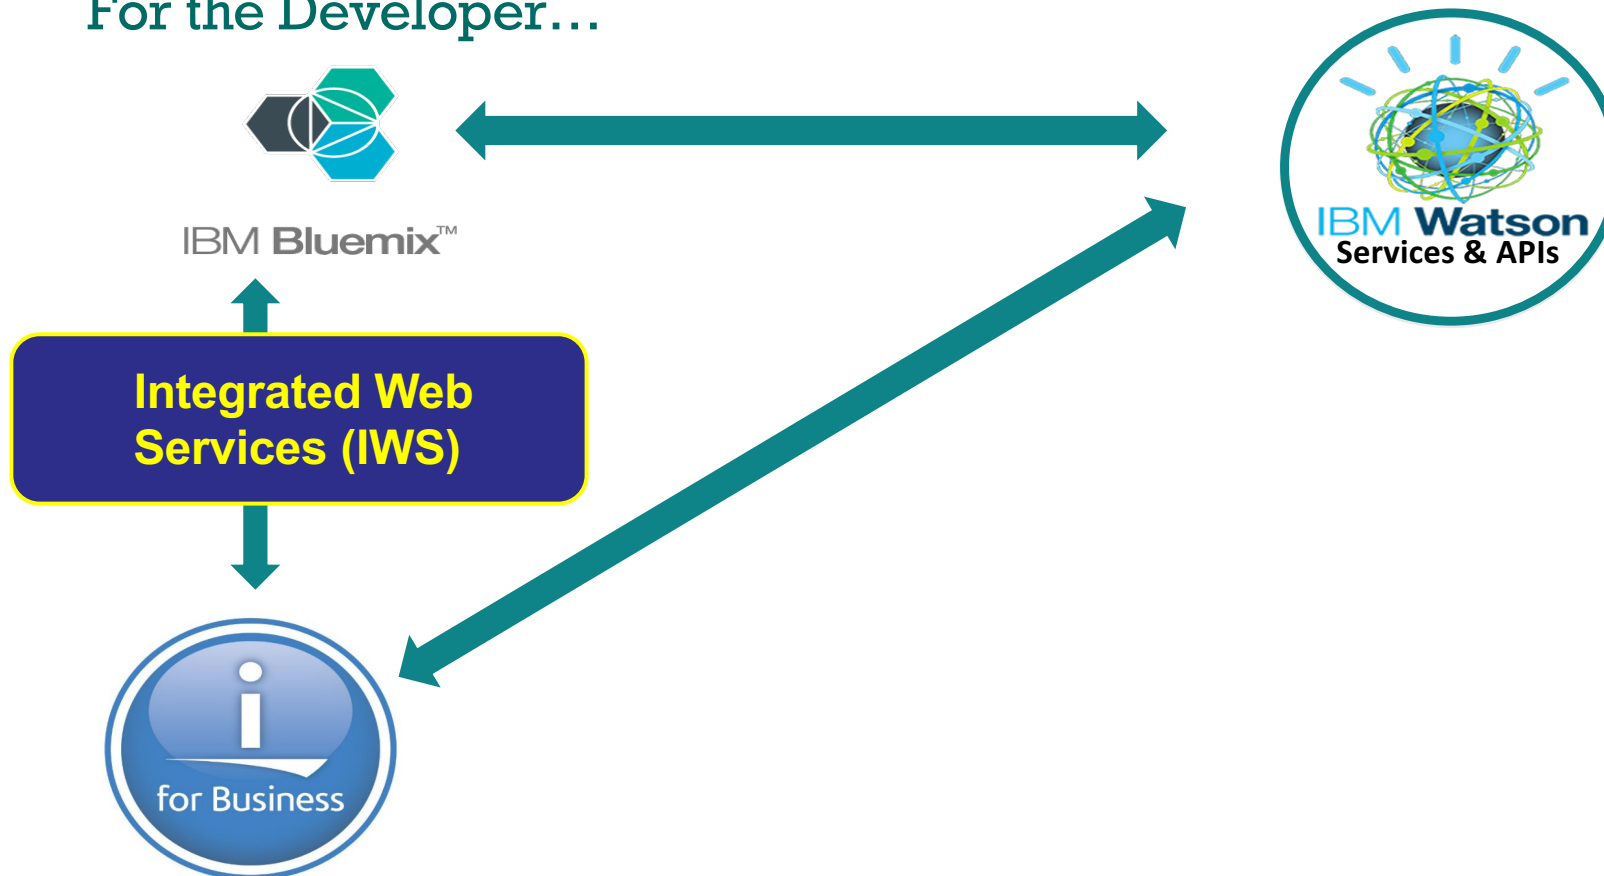 For the Developer...
IBM Bluemix™
IBM Watson
Services & APIs
Integrated Web
Services (IWS)
i
for Business